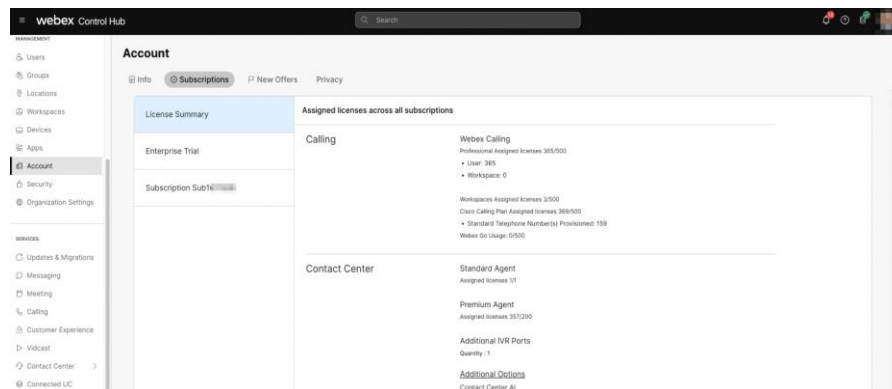 webex Control Hub
Search
MANAGEMENT
Users
Groups
Locations
Workspaces
Devices
Apps
Account
Security
Organization Settings
SERVICES
Updates & Migrations
Messaging
Meeting
Calling
Customer Experience
Vidcast
Contact Center
Connected UC
Account
Info
Subscriptions
New Offers
Privacy
License Summary
Enterprise Trial
Subscription
Assigned licenses across all subscriptions
Calling
Webex Calling
Professional Assigned licenses 365/500
• User: 365
• Workspace: 0
Workspaces Assigned licenses 3/500
Cisco Calling Plan Assigned licenses 369/500
• Standard Telephone Number(s) Provisioned: 159
Webex Go Usage: 0/500
Contact Center
Standard Agent
Assigned licenses 1/1
Premium Agent
Assigned licenses 357/200
Additional IVR Ports
Quantity : 1
Additional Options
Contact Center AI